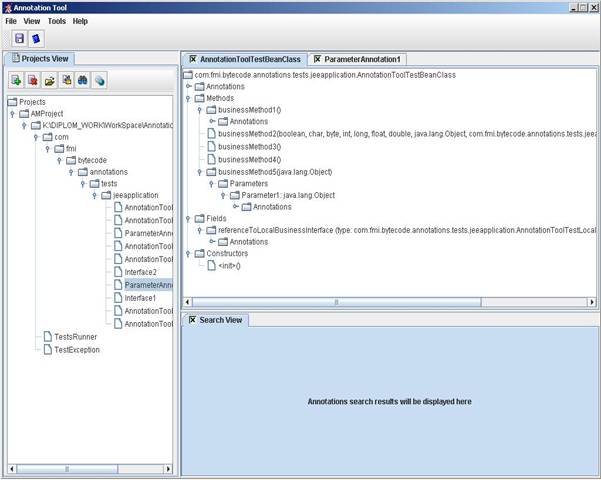 Annotation Tool
File View Tools Help
Projects View
Projects
AMProject
K:\DIPLOM_WORK\WorkSpace\Annotation
com
fmi
bytecode
annotations
tests
jeeapplication
AnnotationTool
AnnotationTool
ParameterAnno
AnnotationTool
AnnotationTool
Interface2
ParameterAnno
Interface1
AnnotationTool
AnnotationTool
TestsRunner
TestException
AnnotationToolTestBeanClass
ParameterAnnotation1
com.fmi.bytecode.annotations.tests.jeeapplication.AnnotationToolTestBeanClass
Annotations
Methods
businessMethod1()
Annotations
businessMethod2(boolean, char, byte, int, long, float, double, java.lang.Object, com.fmi.bytecode.annotations.tests.jeea
businessMethod3()
businessMethod4()
businessMethod5(java.lang.Object)
Parameters
Parameter1: java.lang.Object
Annotations
Fields
referenceToLocalBusinessInterface (type: com.fmi.bytecode.annotations.tests.jeeapplication.AnnotationToolTestLocal
Annotations
Constructors
<init>()
Search View
Annotations search results will be displayed here